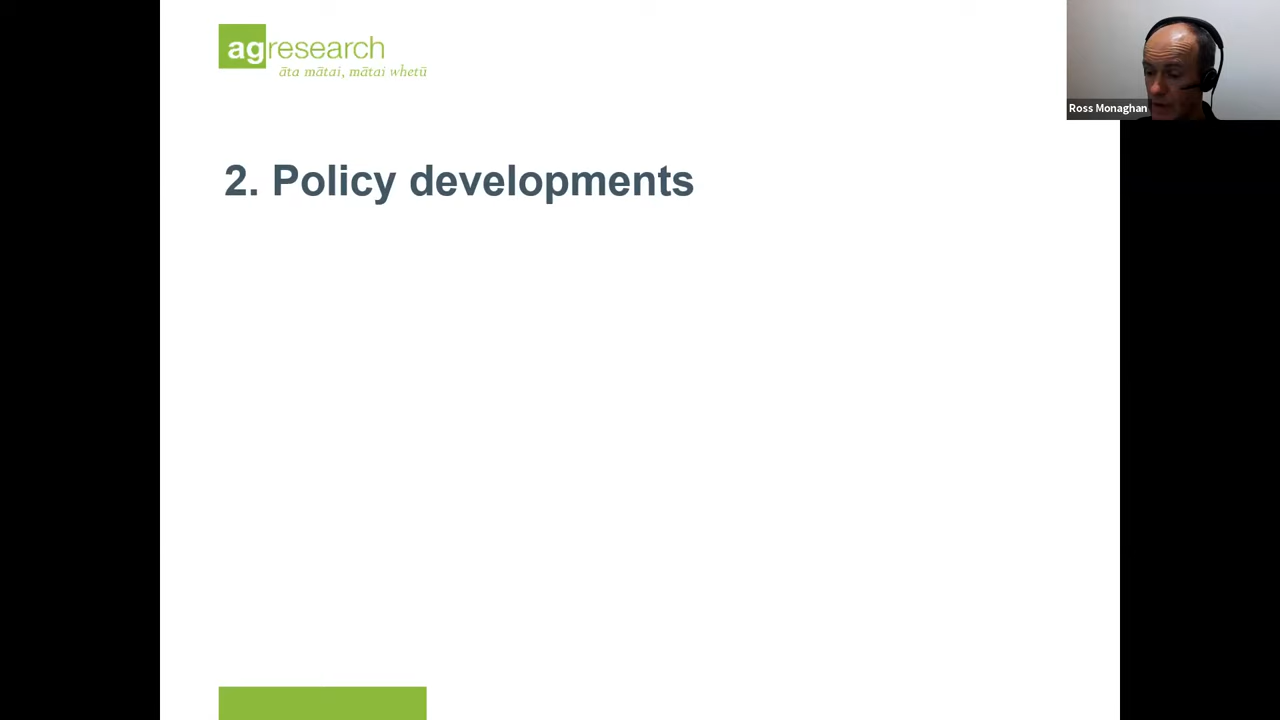 agresearch
āta mātai, mātai whetū
Ross Monaghan
2. Policy developments